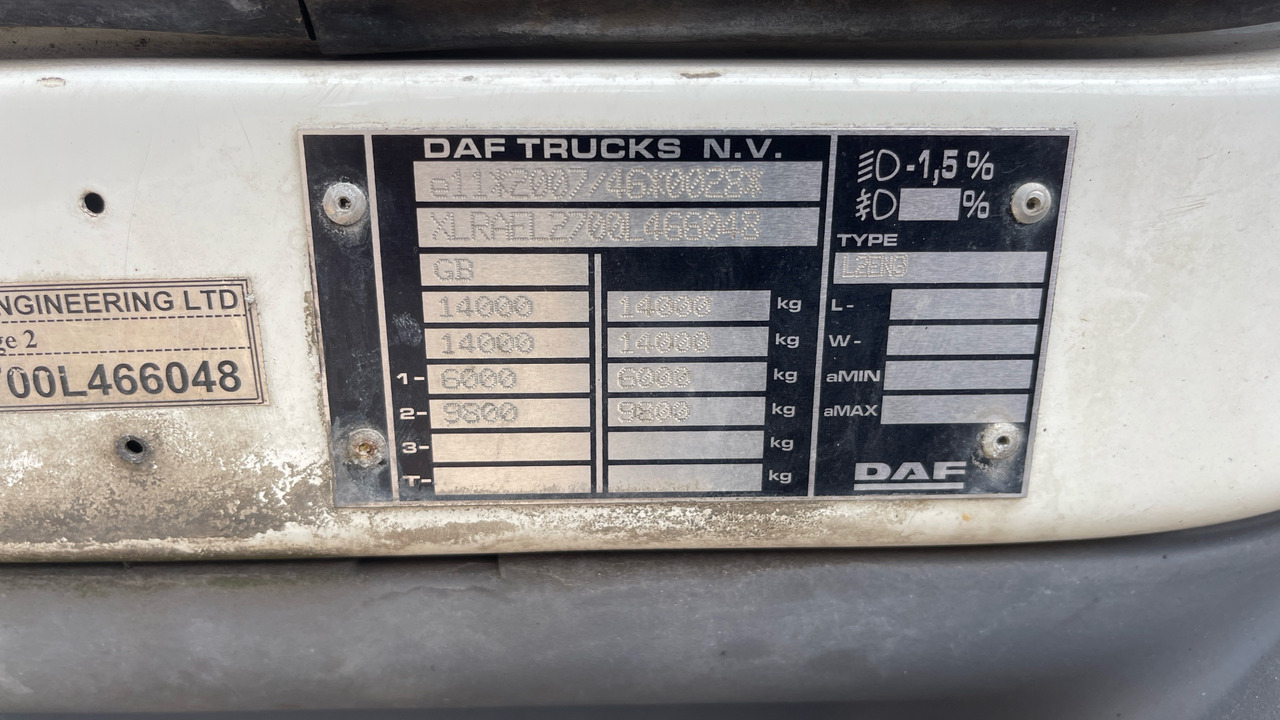 DAF TRUCKS N.V.
e11*2007/46*0028*
XLRAEL2700L466048
GB
14000 14000 kg
14000 14000 kg
1- 6000 6000 kg
2- 9800 9800 kg
3- kg
T- kg
-1,5%
%
TYPE
L2EN3
L-
W-
aMIN
aMAX
DAF
NGINEERING LTD
ge 2
700L466048